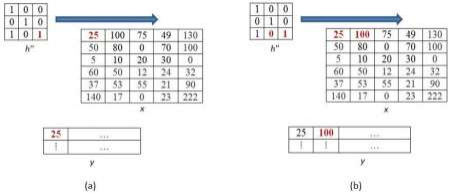 1 0 0
0 1 0
1 0 1
h"
25 100 75 49 130
50 80 0 70 100
5 10 20 30 0
60 50 12 24 32
37 53 55 21 90
140 17 0 23 222
x
25 ...
⋮ ...
y
(a)
1 0 0
0 1 0
1 0 1
h"
25 100 75 49 130
50 80 0 70 100
5 10 20 30 0
60 50 12 24 32
37 53 55 21 90
140 17 0 23 222
x
25 100 ...
⋮ ⋮ ...
y
(b)